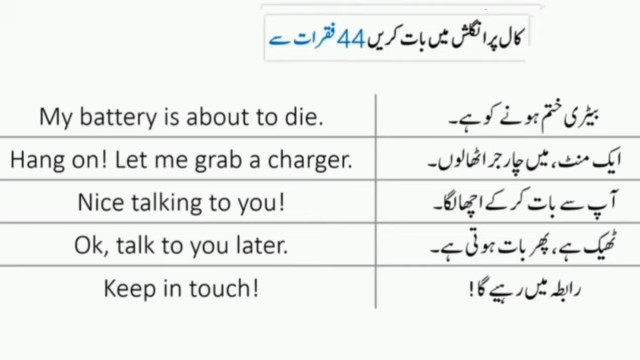 کال پر انگلش میں بات کریں 44 فقرات سے
My battery is about to die. بیٹری ختم ہونے کو ہے۔
Hang on! Let me grab a charger. ایک منٹ، میں چارجر اٹھا لوں۔
Nice talking to you! آپ سے بات کر کے اچھا لگا۔
Ok, talk to you later. ٹھیک ہے، پھر بات ہوتی ہے۔
Keep in touch! رابطہ میں رہیے گا!